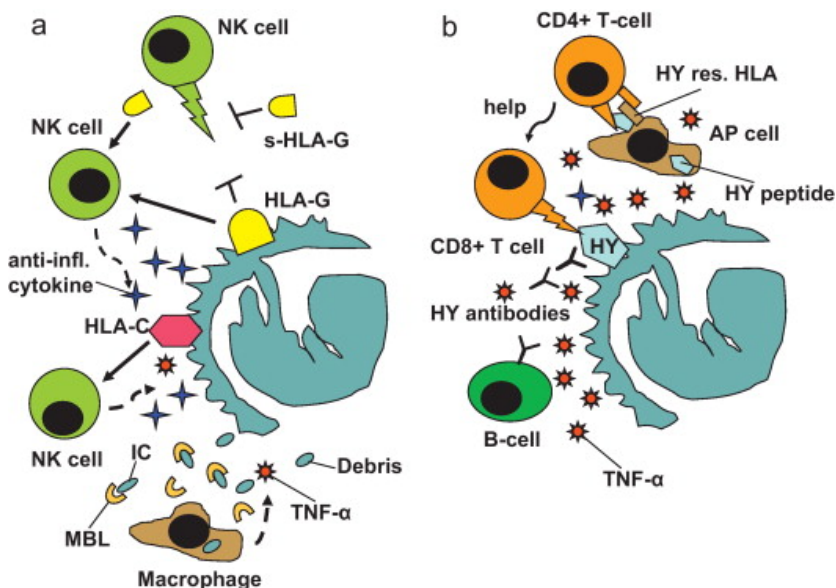 a
NK cell
NK cell
s-HLA-G
HLA-G
anti-infl.
cytokine
HLA-C
NK cell
IC
Debris
MBL
TNF-α
Macrophage
b
CD4+ T-cell
HY res. HLA
help
AP cell
HY peptide
CD8+ T cell
HY
HY antibodies
B-cell
TNF-α